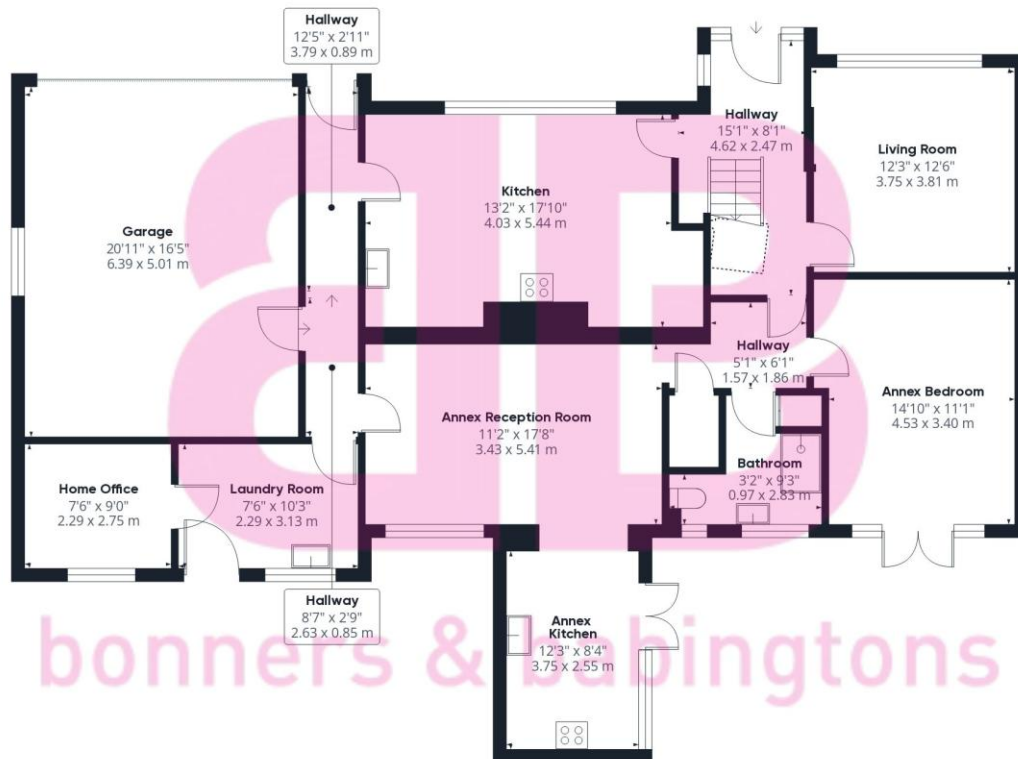 Hallway
12'5" x 2'11"
3.79 x 0.89 m
Hallway
15'1" x 8'1"
4.62 x 2.47 m
Living Room
12'3" x 12'6"
3.75 x 3.81 m
Kitchen
13'2" x 17'10"
4.03 x 5.44 m
Garage
20'11" x 16'5"
6.39 x 5.01 m
Hallway
5'1" x 6'1"
1.57 x 1.86 m
Annex Bedroom
14'10" x 11'1"
4.53 x 3.40 m
Annex Reception Room
11'2" x 17'8"
3.43 x 5.41 m
Bathroom
3'2" x 9'3"
0.97 x 2.83 m
Home Office
7'6" x 9'0"
2.29 x 2.75 m
Laundry Room
7'6" x 10'3"
2.29 x 3.13 m
Hallway
8'7" x 2'9"
2.63 x 0.85 m
Annex
Kitchen
12'3" x 8'4"
3.75 x 2.55 m
bonners & babingtons